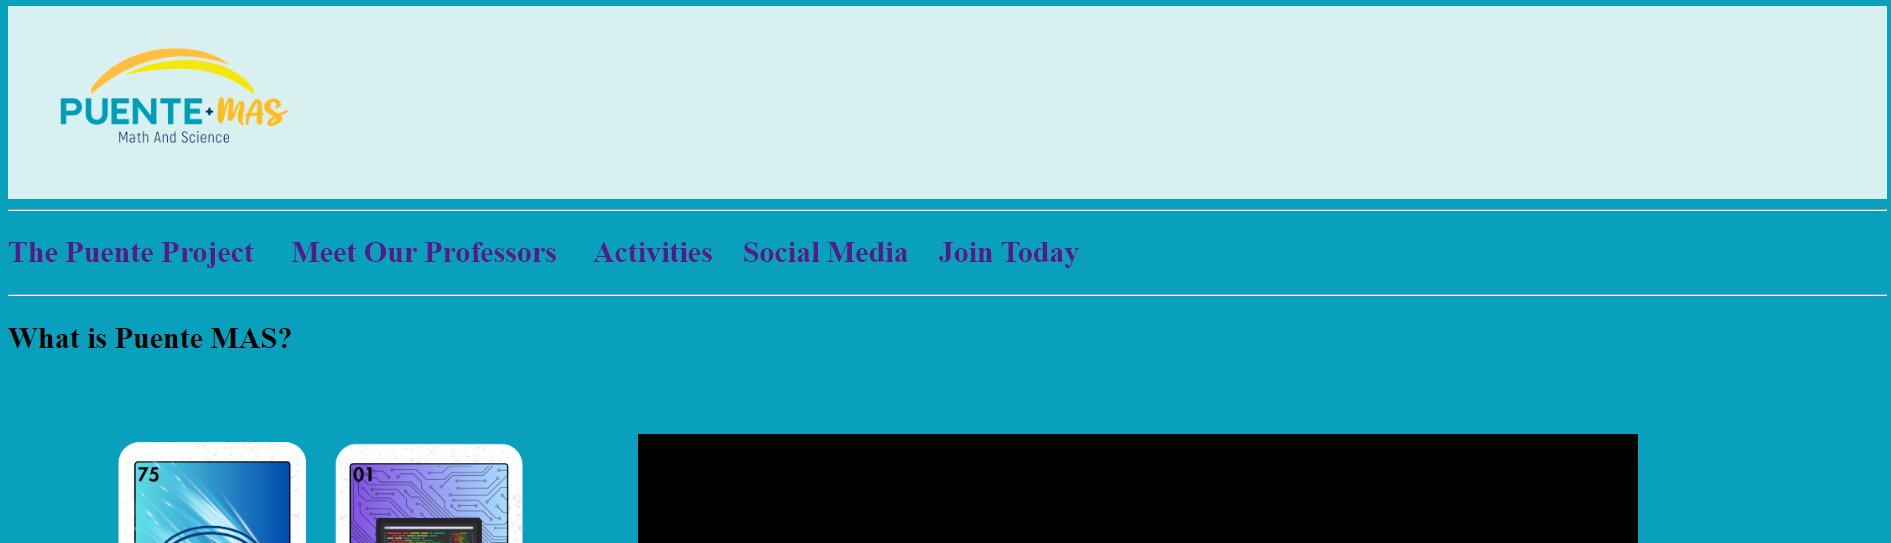 PUENTE+MAS
Math And Science
The Puente Project Meet Our Professors Activities Social Media Join Today
What is Puente MAS?
75
01